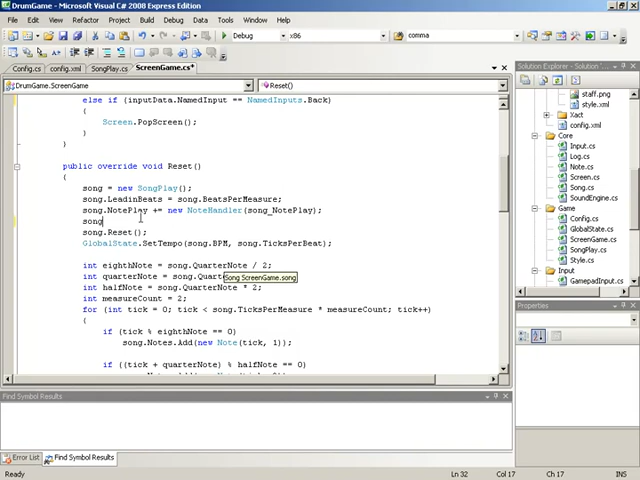 DrumGame - Microsoft Visual C# 2008 Express Edition
File Edit View Refactor Project Build Debug Data Tools Window Help
Debug x86 comma
Config.cs config.xml SongPlay.cs ScreenGame.cs*
DrumGame.ScreenGame Reset()
else if (inputData.NamedInput == NamedInputs.Back)
{
Screen.PopScreen();
}
}
public override void Reset()
{
song = new SongPlay();
song.LeadinBeats = song.BeatsPerMeasure;
song.NotePlay += new NoteHandler(song_NotePlay);
song
song.Reset();
GlobalState.SetTempo(song.BPM, song.TicksPerBeat);
int eighthNote = song.QuarterNote / 2;
int quarterNote = song.Quart
Song ScreenGame.song
int halfNote = song.QuarterNote * 2;
int measureCount = 2;
for (int tick = 0; tick < song.TicksPerMeasure * measureCount; tick++)
{
if (tick % eighthNote == 0)
song.Notes.Add(new Note(tick, 1));
if ((tick + quarterNote) % halfNote == 0)
Solution Explorer
staff.png
style.xml
Xact
config.xml
Core
Input.cs
Log.cs
Note.cs
Screen.cs
Song.cs
SoundEngine.cs
Game
Config.cs
GlobalState.cs
ScreenGame.cs
SongPlay.cs
Style.cs
Input
GamepadInput.cs
Properties
Find Symbol Results
Error List Find Symbol Results
Ready Ln 32 Col 17 Ch 17